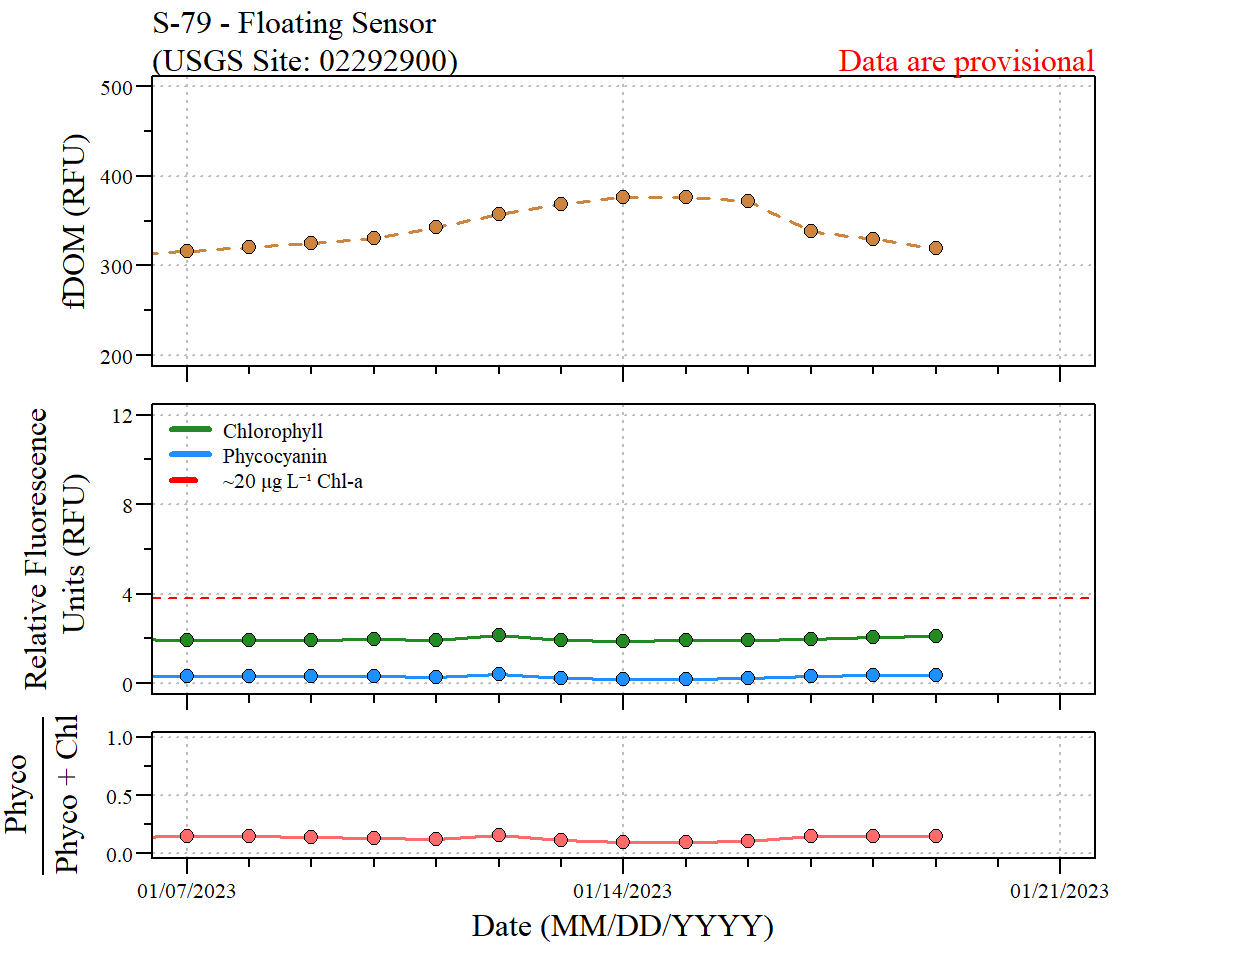 S-79 - Floating Sensor
(USGS Site: 02292900)
Data are provisional
500
400
300
200
fDOM (RFU)
12
8
4
0
Relative Fluorescence
Units (RFU)
Chlorophyll
Phycocyanin
~20 μg L⁻¹ Chl-a
1.0
0.5
0.0
Phyco
Phyco + Chl
01/07/2023
01/14/2023
01/21/2023
Date (MM/DD/YYYY)